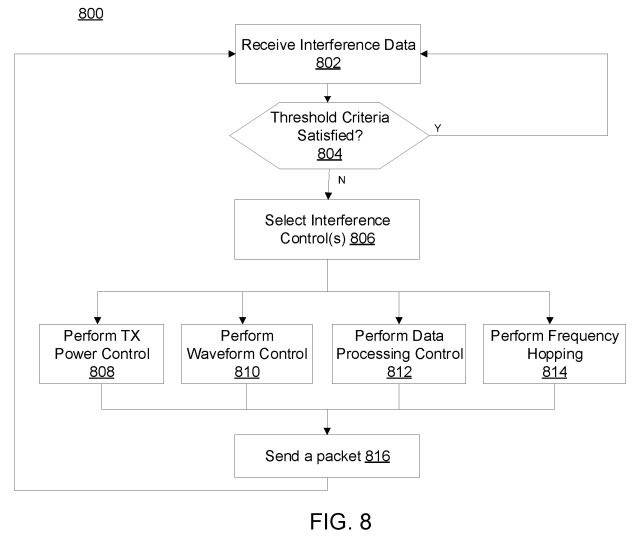 800
Receive Interference Data
802
Threshold Criteria
Satisfied?
804
Y
N
Select Interference
Control(s) 806
Perform TX
Power Control
808
Perform
Waveform Control
810
Perform Data
Processing Control
812
Perform Frequency
Hopping
814
Send a packet 816
FIG. 8